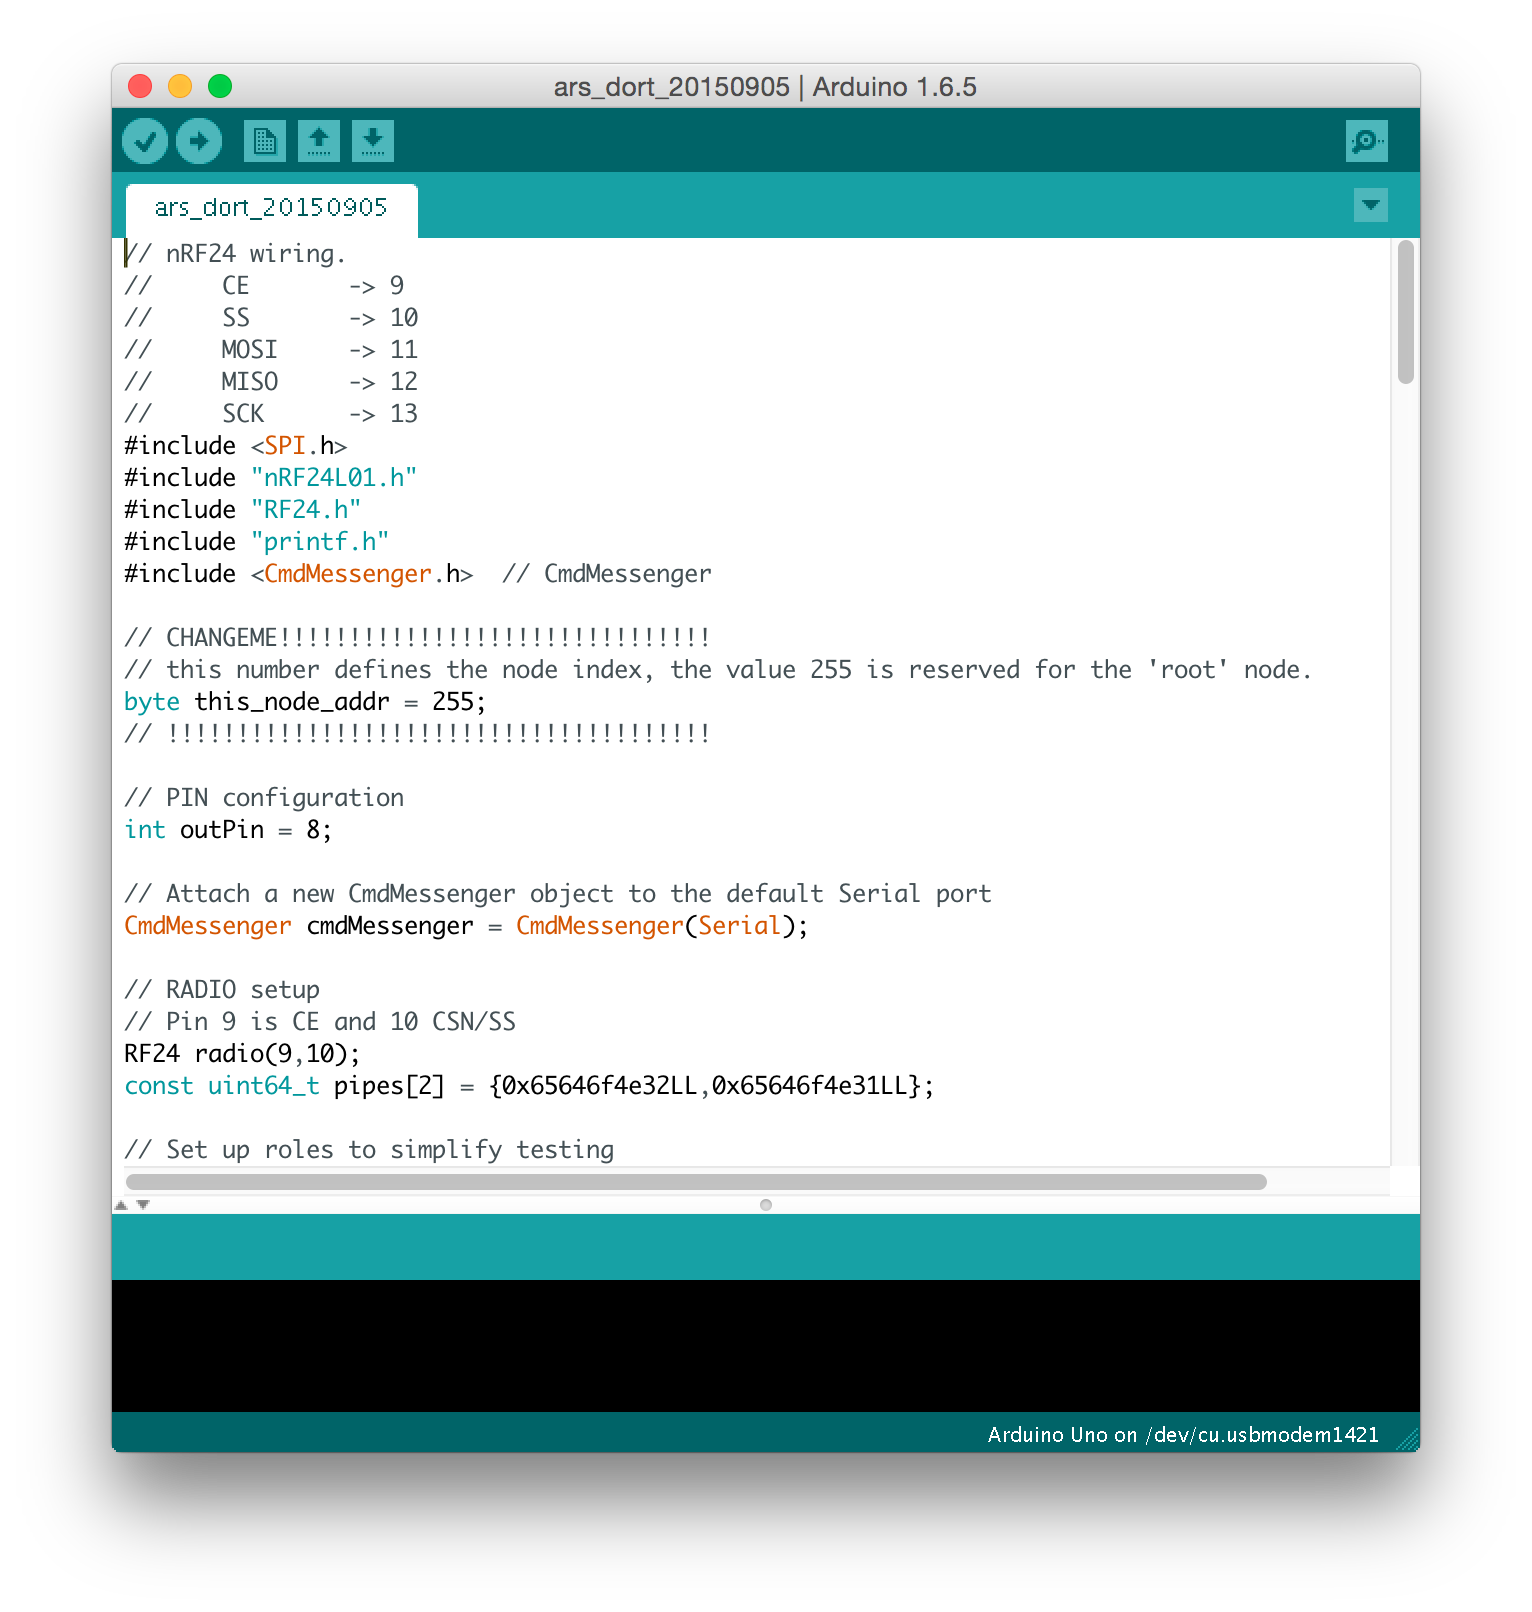 ars_dort_20150905 | Arduino 1.6.5
ars_dort_20150905
// nRF24 wiring.
//     CE       -> 9
//     SS       -> 10
//     MOSI     -> 11
//     MISO     -> 12
//     SCK      -> 13
#include <SPI.h>
#include "nRF24L01.h"
#include "RF24.h"
#include "printf.h"
#include <CmdMessenger.h>  // CmdMessenger
// CHANGEME!!!!!!!!!!!!!!!!!!!!!!!!!!!!!!!
// this number defines the node index, the value 255 is reserved for the 'root' node.
byte this_node_addr = 255;
// !!!!!!!!!!!!!!!!!!!!!!!!!!!!!!!!!!!!!!!
// PIN configuration
int outPin = 8;
// Attach a new CmdMessenger object to the default Serial port
CmdMessenger cmdMessenger = CmdMessenger(Serial);
// RADIO setup
// Pin 9 is CE and 10 CSN/SS
RF24 radio(9,10);
const uint64_t pipes[2] = {0x65646f4e32LL,0x65646f4e31LL};
// Set up roles to simplify testing
Arduino Uno on /dev/cu.usbmodem1421